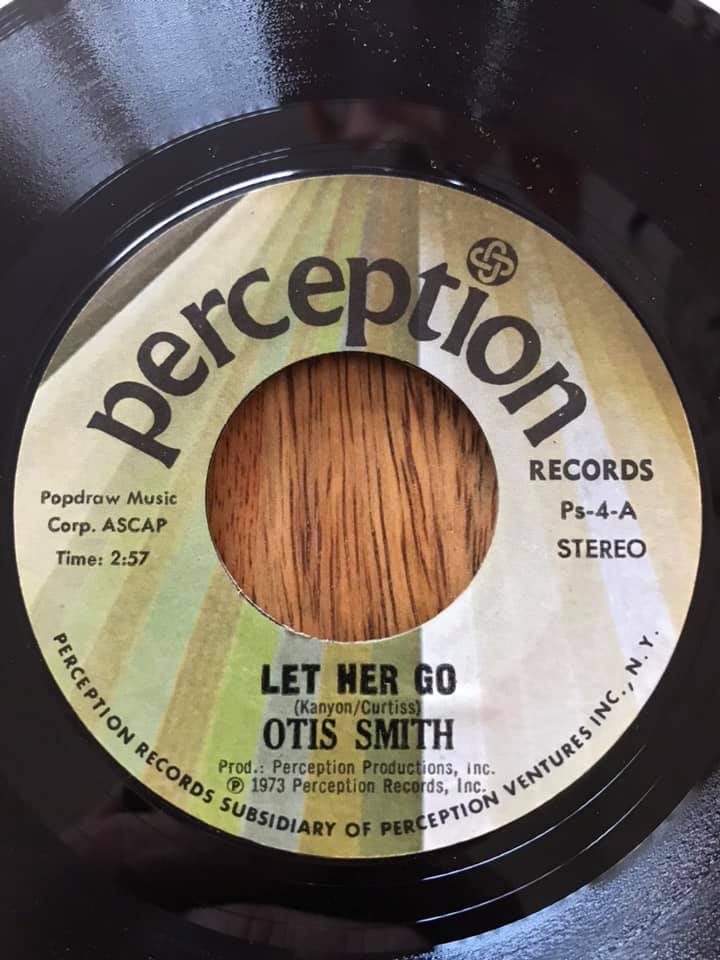 perception
RECORDS
Ps-4-A
STEREO
Popdraw Music
Corp. ASCAP
Time: 2:57
LET HER GO
(Kanyon/Curtiss)
OTIS SMITH
Prod.: Perception Productions, Inc.
℗ 1973 Perception Records, Inc.
PERCEPTION RECORDS SUBSIDIARY OF PERCEPTION VENTURES INC., N.Y.